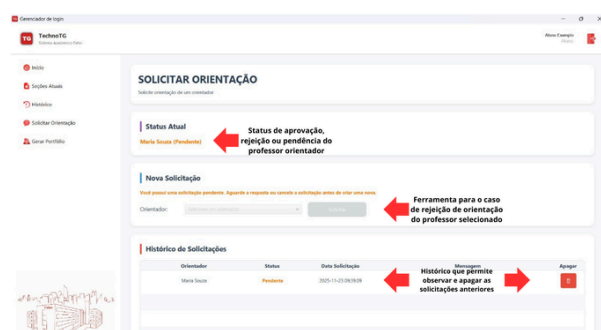 Gerenciador de login
TG
TechnoTG
Aluno Exemplo
Aluno
Início
Seções Atuais
Histórico
Solicitar Orientação
Gerar Portfólio
SOLICITAR ORIENTAÇÃO
Solicite orientação de um orientador
Status Atual
Maria Souza (Pendente)
Status de aprovação,
rejeição ou pendência do
professor orientador
Nova Solicitação
Você possui uma solicitação pendente. Aguarde a resposta ou cancele a solicitação antes de criar uma nova.
Orientador:
Ferramenta para o caso
de rejeição de orientação
do professor selecionado
Histórico de Solicitações
Orientador Status Data Solicitação Mensagem Apagar
Maria Souza Pendente 2025-11-23
Histórico que permite
observar e apagar as
solicitações anteriores